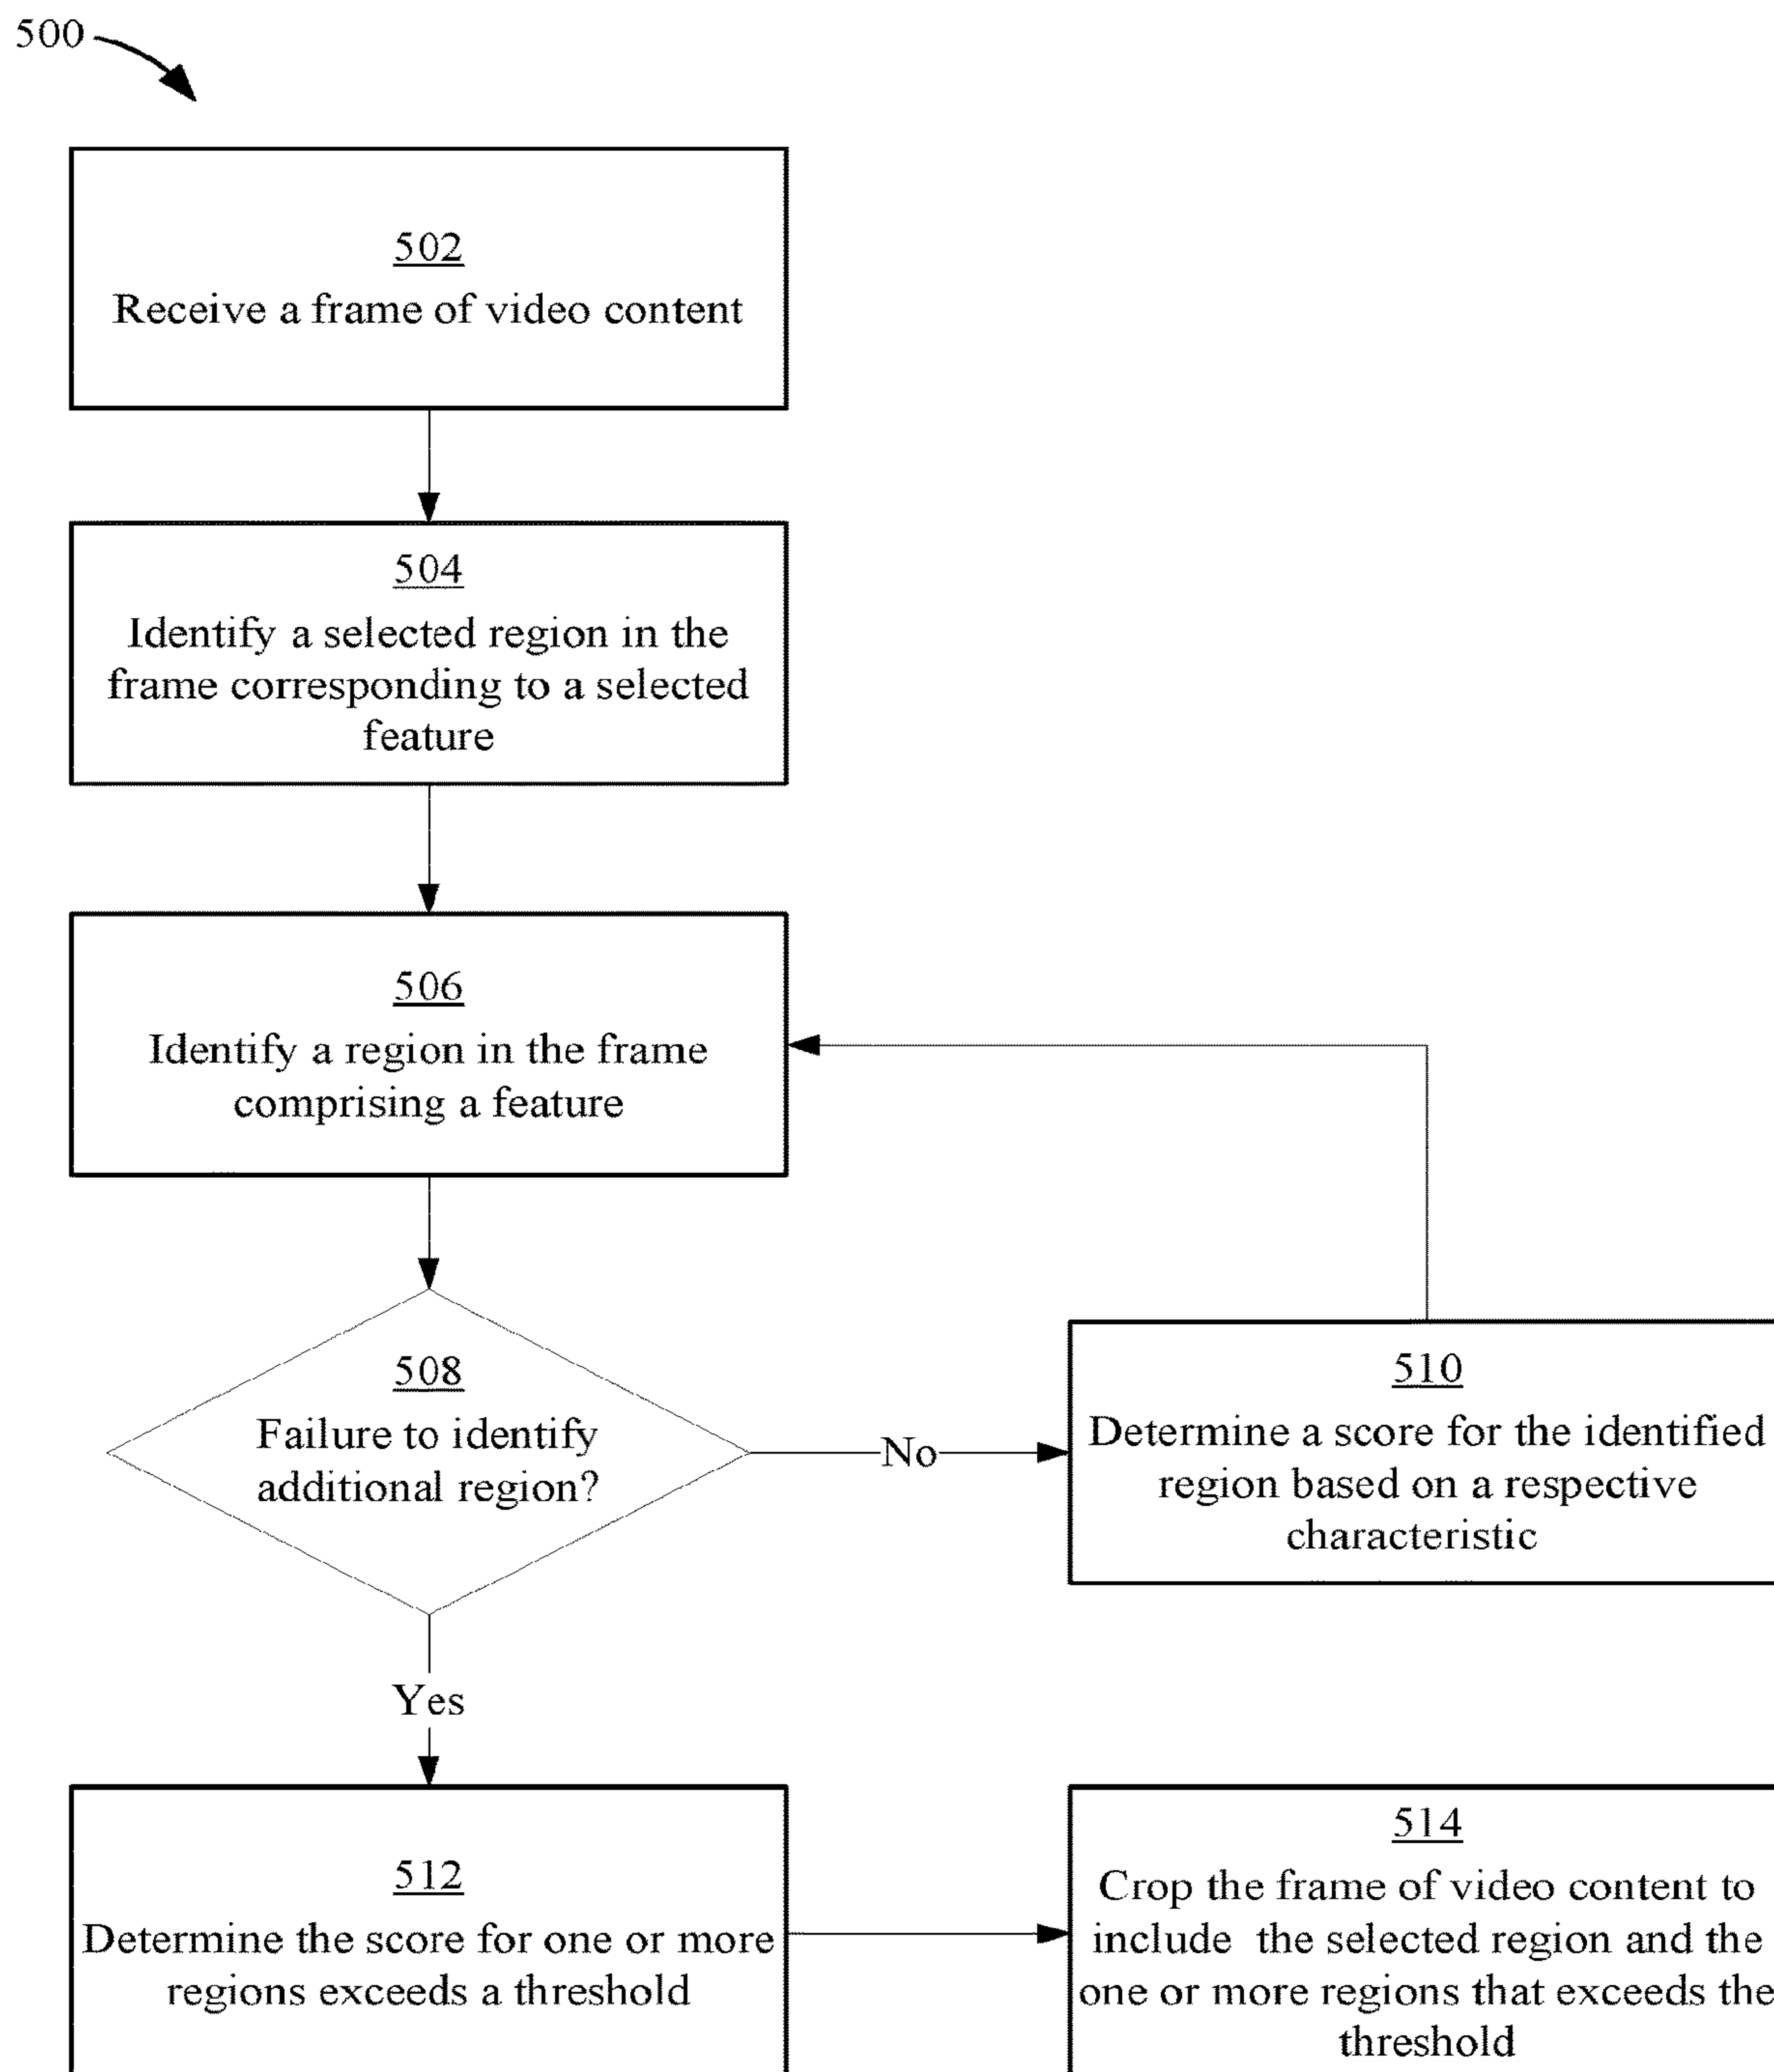 500
502
Receive a frame of video content
504
Identify a selected region in the
frame corresponding to a selected
feature
506
Identify a region in the frame
comprising a feature
508
Failure to identify
additional region?
No
510
Determine a score for the identified
region based on a respective
characteristic
Yes
512
Determine the score for one or more
regions exceeds a threshold
514
Crop the frame of video content to
include the selected region and the
one or more regions that exceeds the
threshold